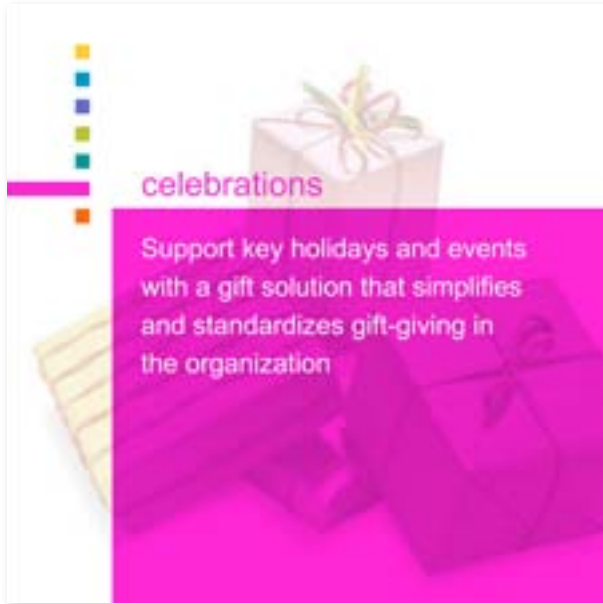 celebrations
Support key holidays and events
with a gift solution that simplifies
and standardizes gift-giving in
the organization